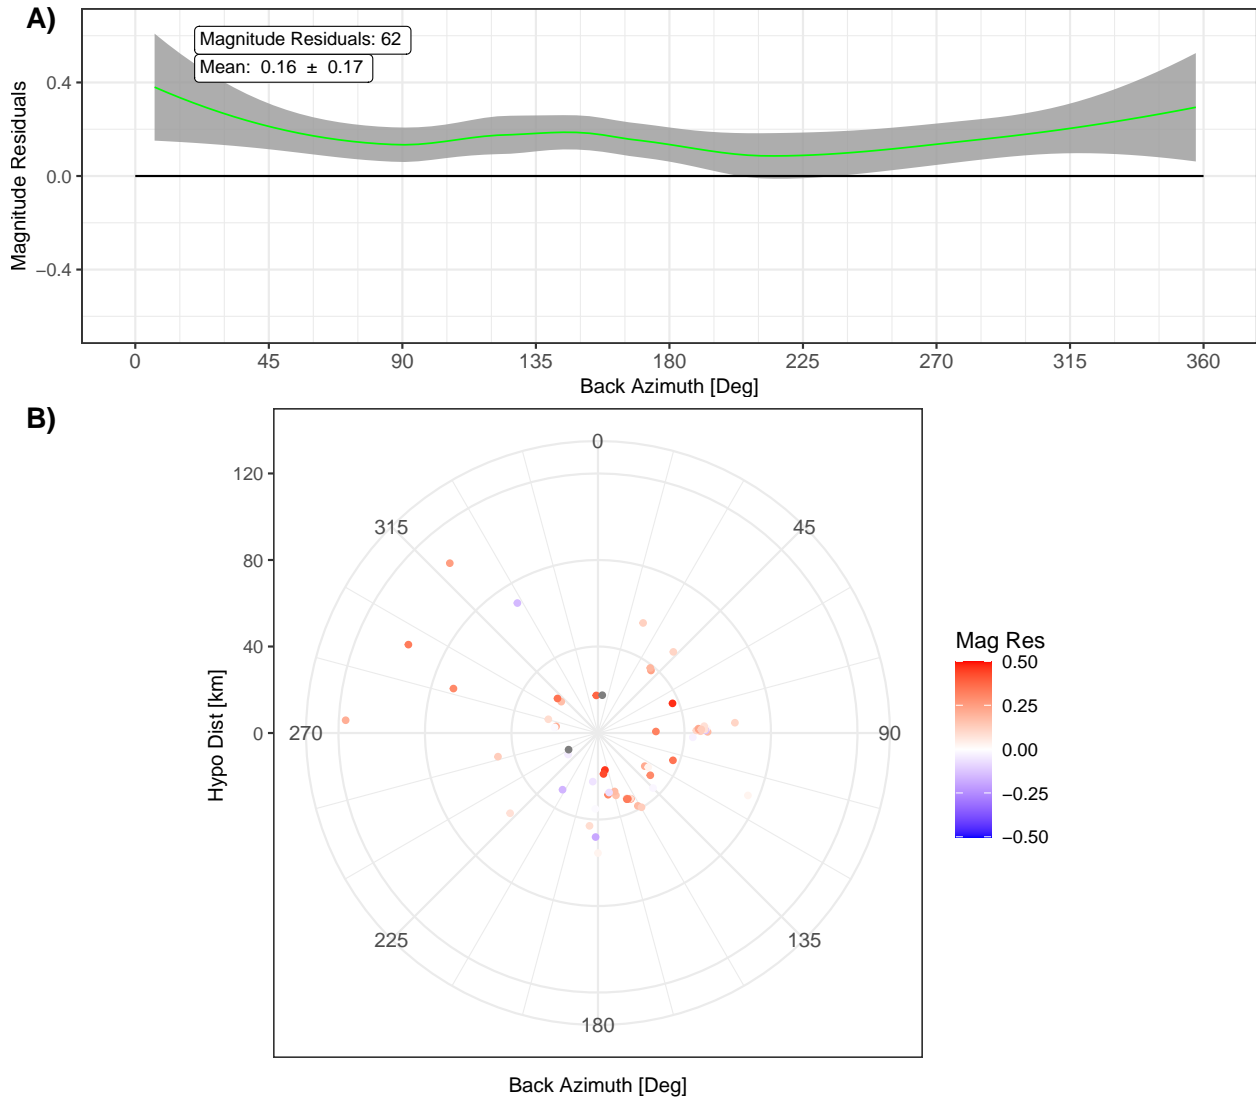 A)
Magnitude Residuals: 62
Mean: 0.16 ± 0.17
Magnitude Residuals
0.4
0.0
−0.4
0 45 90 135 180 225 270 315 360
Back Azimuth [Deg]
B)
Hypo Dist [km]
120
80
40
0
0
45
90
135
180
225
270
315
Back Azimuth [Deg]
Mag Res
0.50
0.25
0.00
−0.25
−0.50